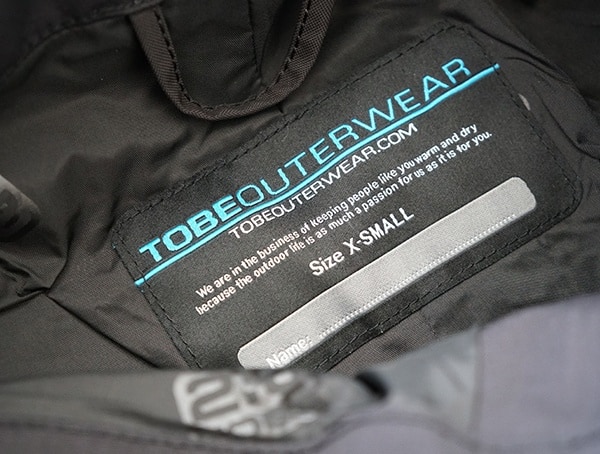 TOBEOUTERWEAR
TOBEOUTERWEAR.COM
We are in the business of keeping people like you warm and dry
because the outdoor life is as much a passion for us as it is for you.
Size X-SMALL
Name: